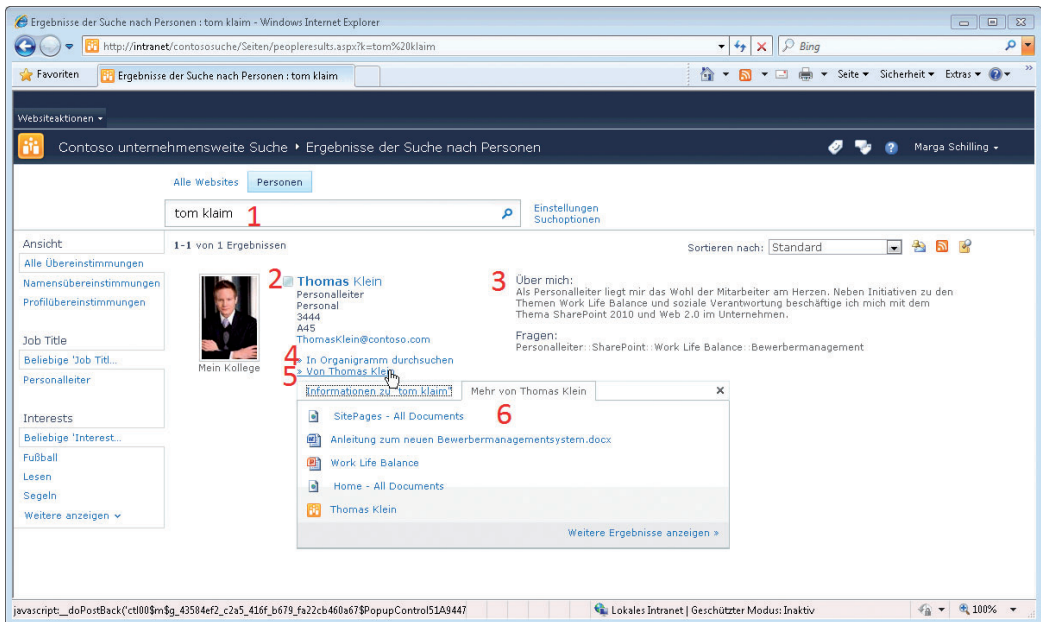 Ergebnisse der Suche nach Personen : tom klaim - Windows Internet Explorer
http://intranet/contososuche/Seiten/peopleresults.aspx?k=tom%20klaim
Bing
Favoriten
Ergebnisse der Suche nach Personen : tom klaim
Seite
Sicherheit
Extras
Websiteaktionen
Contoso unternehmensweite Suche ‣ Ergebnisse der Suche nach Personen
Marga Schilling
Alle Websites
Personen
tom klaim
1
Einstellungen
Suchoptionen
Ansicht
Alle Übereinstimmungen
Namensübereinstimmungen
Profilübereinstimmungen
Job Title
Beliebige 'Job Titl...
Personalleiter
Interests
Beliebige 'Interest...
Fußball
Lesen
Segeln
Weitere anzeigen
1-1 von 1 Ergebnissen
Sortieren nach: Standard
Mein Kollege
2
Thomas Klein
Personalleiter
Personal
3444
A45
ThomasKlein@contoso.com
4
» In Organigramm durchsuchen
5
» Von Thomas Klein
3
Über mich:
Als Personalleiter liegt mir das Wohl der Mitarbeiter am Herzen. Neben Initiativen zu den
Themen Work Life Balance und soziale Verantwortung beschäftige ich mich mit dem
Thema SharePoint 2010 und Web 2.0 im Unternehmen.
Fragen:
Personalleiter::SharePoint::Work Life Balance::Bewerbermanagement
Informationen zu "tom klaim"
Mehr von Thomas Klein
6
SitePages - All Documents
Anleitung zum neuen Bewerbermanagementsystem.docx
Work Life Balance
Home - All Documents
Thomas Klein
Weitere Ergebnisse anzeigen »
javascript:__doPostBack('ctl00$m$g_43584ef2_c2a5_416f_b679_fa22cb460a67$PopupControl51A9447
Lokales Intranet | Geschützter Modus: Inaktiv
100%